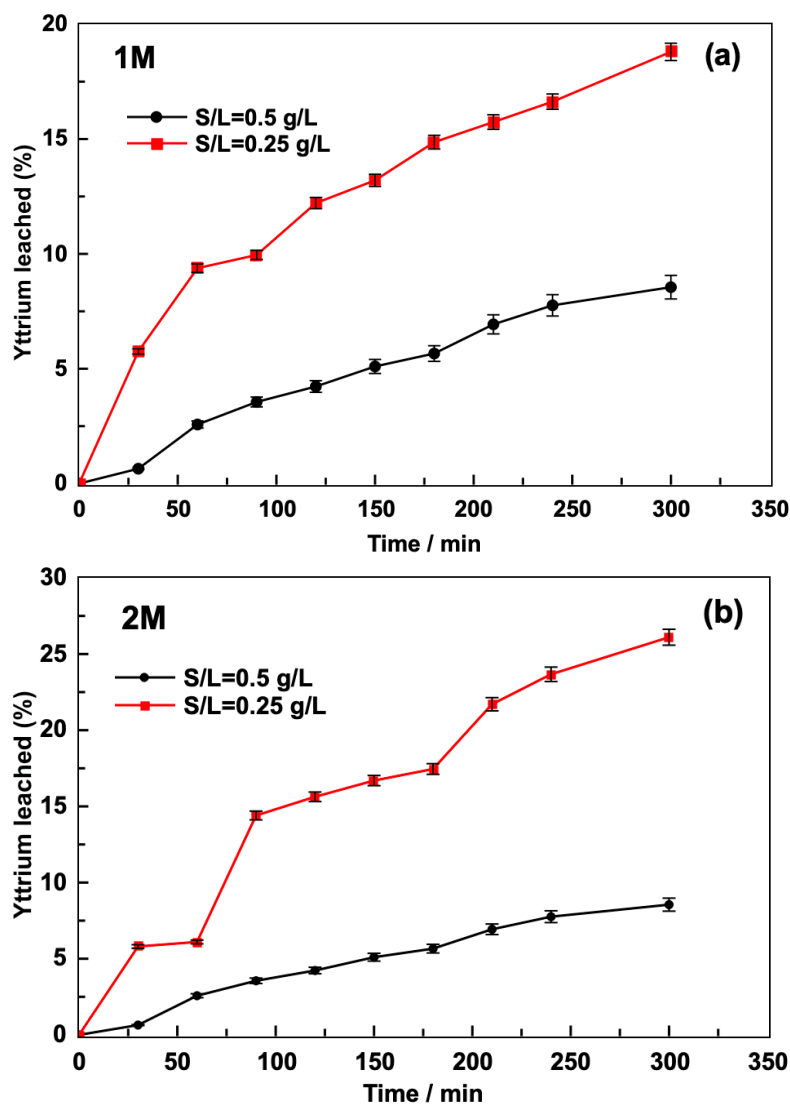 20
1M
(a)
S/L=0.5 g/L
S/L=0.25 g/L
15
10
5
0
Yttrium leached (%)
0 50 100 150 200 250 300 350
Time / min
30
2M
(b)
S/L=0.5 g/L
S/L=0.25 g/L
25
20
15
10
5
0
Yttrium leached (%)
0 50 100 150 200 250 300 350
Time / min